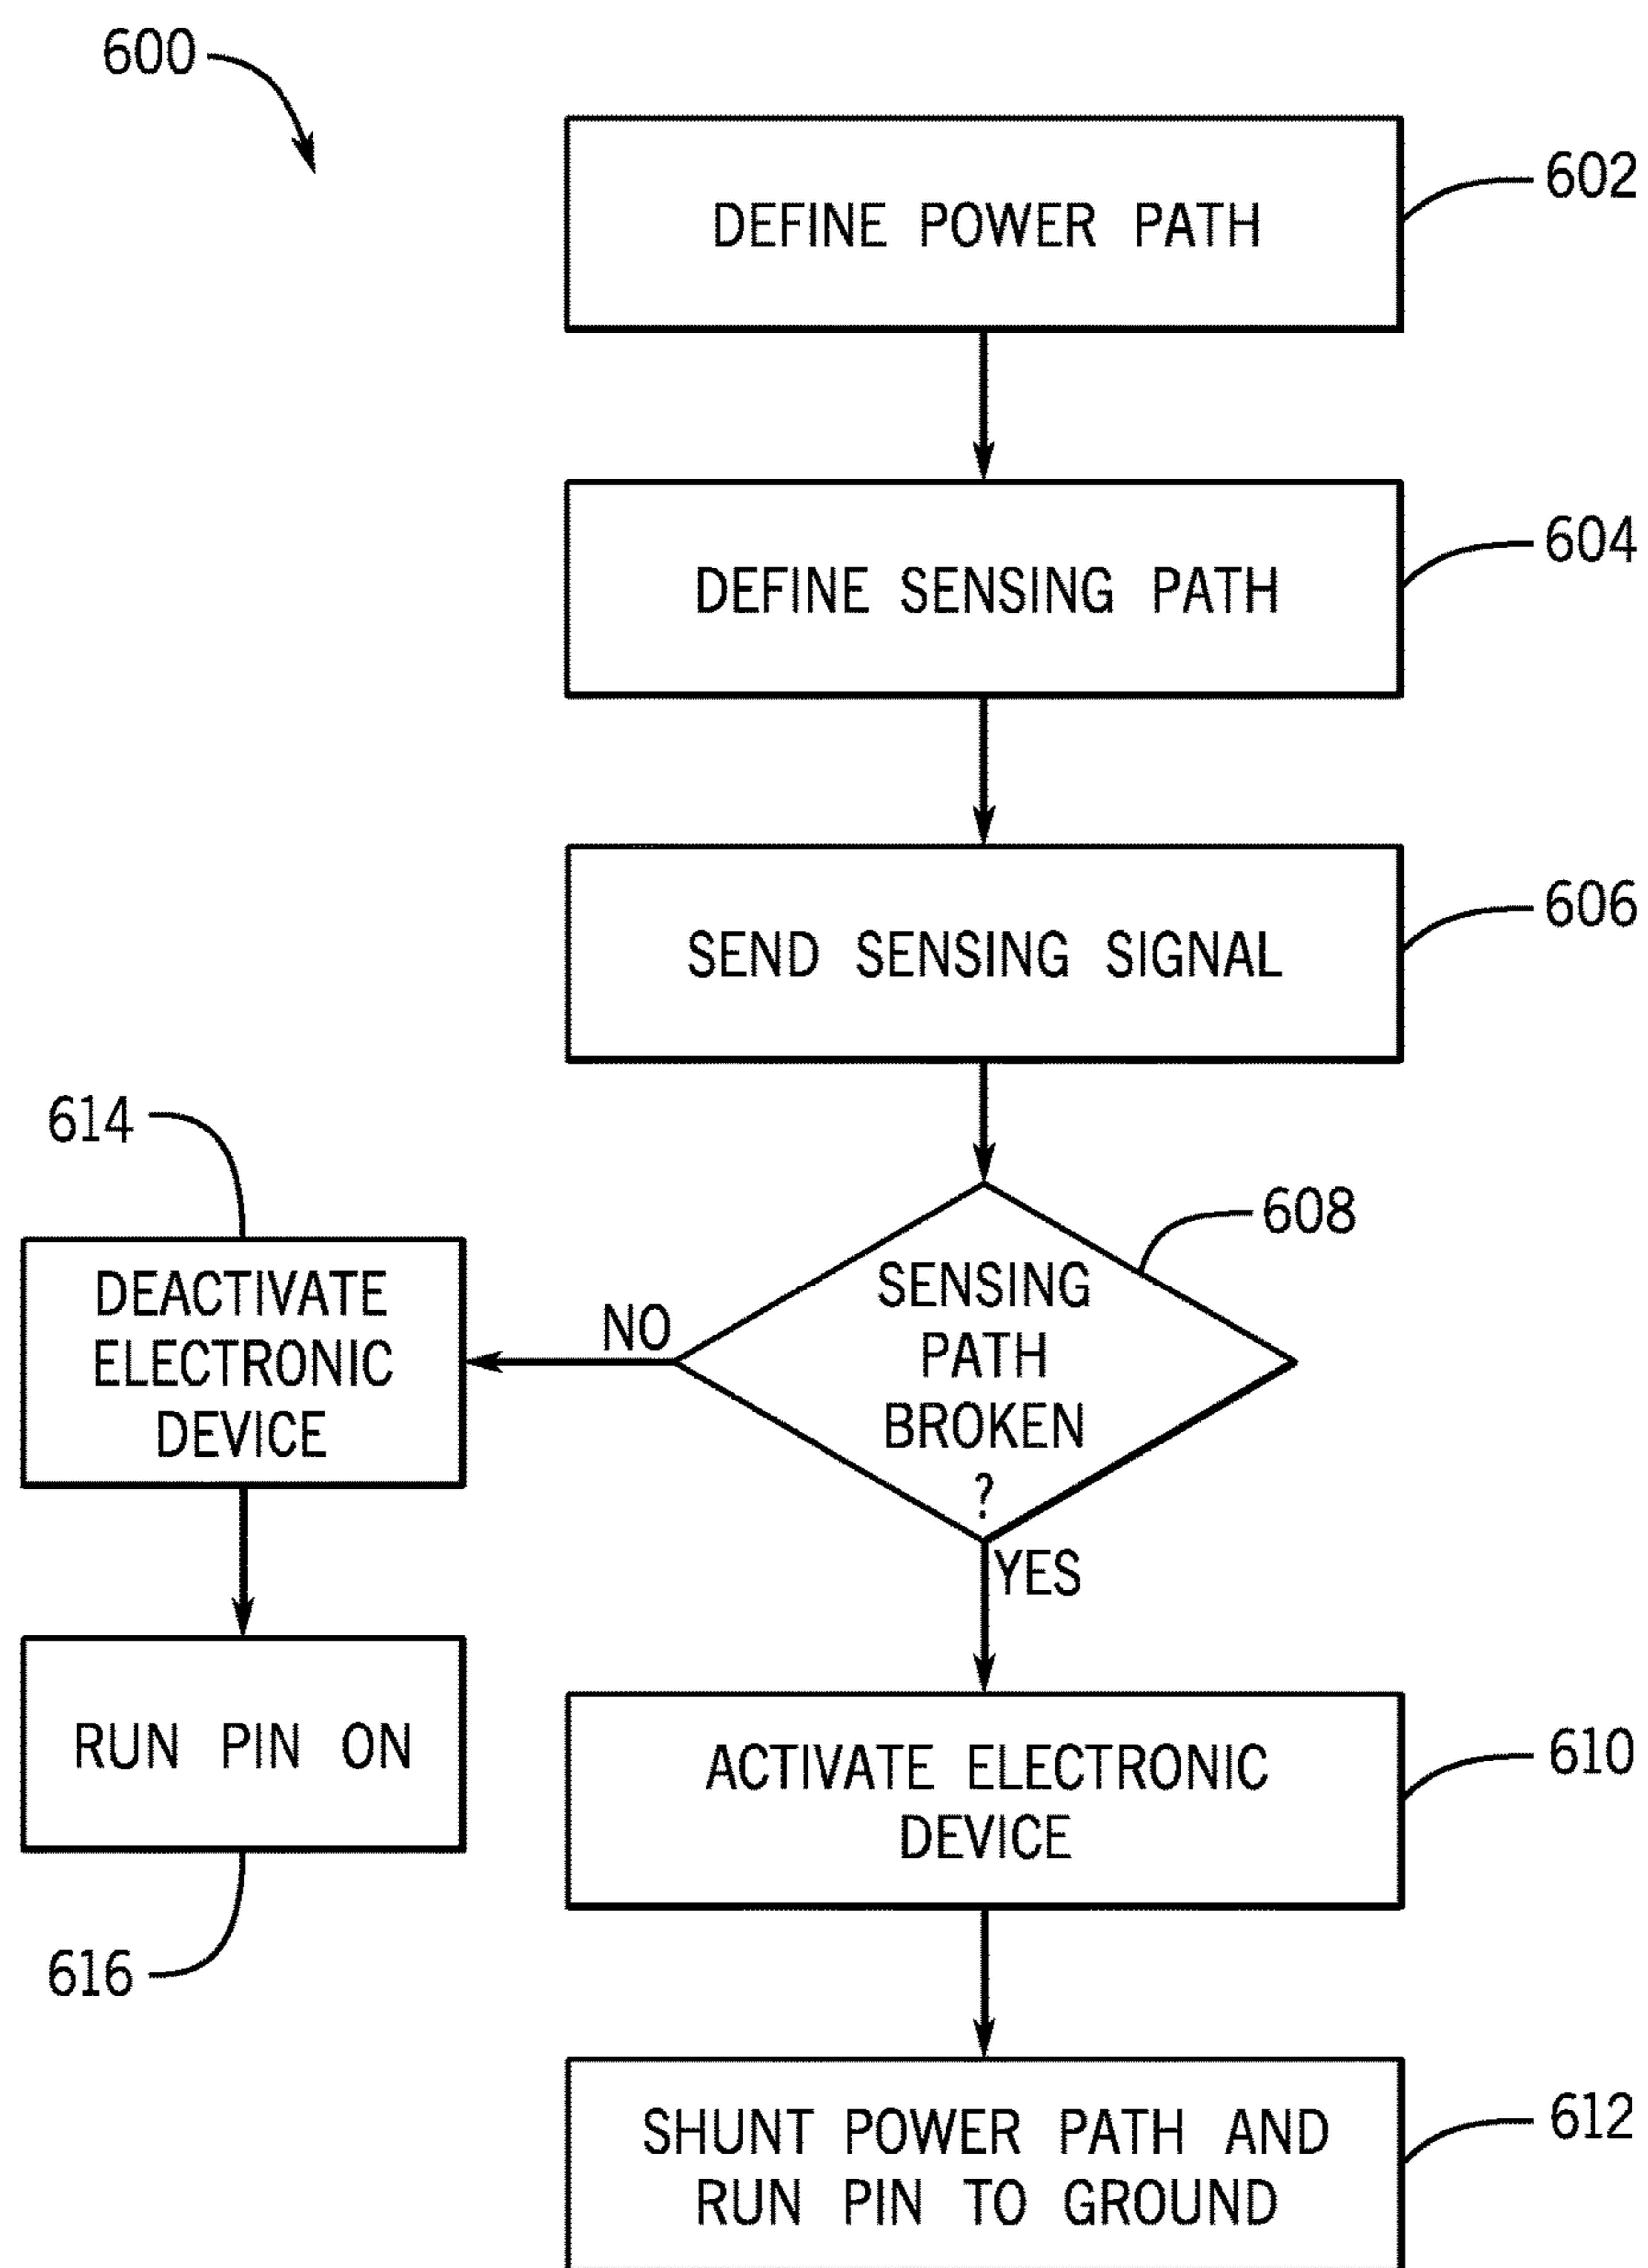 600
DEFINE POWER PATH
602
DEFINE SENSING PATH
604
SEND SENSING SIGNAL
606
SENSING
PATH
BROKEN
?
608
NO
YES
614
DEACTIVATE
ELECTRONIC
DEVICE
RUN PIN ON
616
ACTIVATE ELECTRONIC
DEVICE
610
SHUNT POWER PATH AND
RUN PIN TO GROUND
612